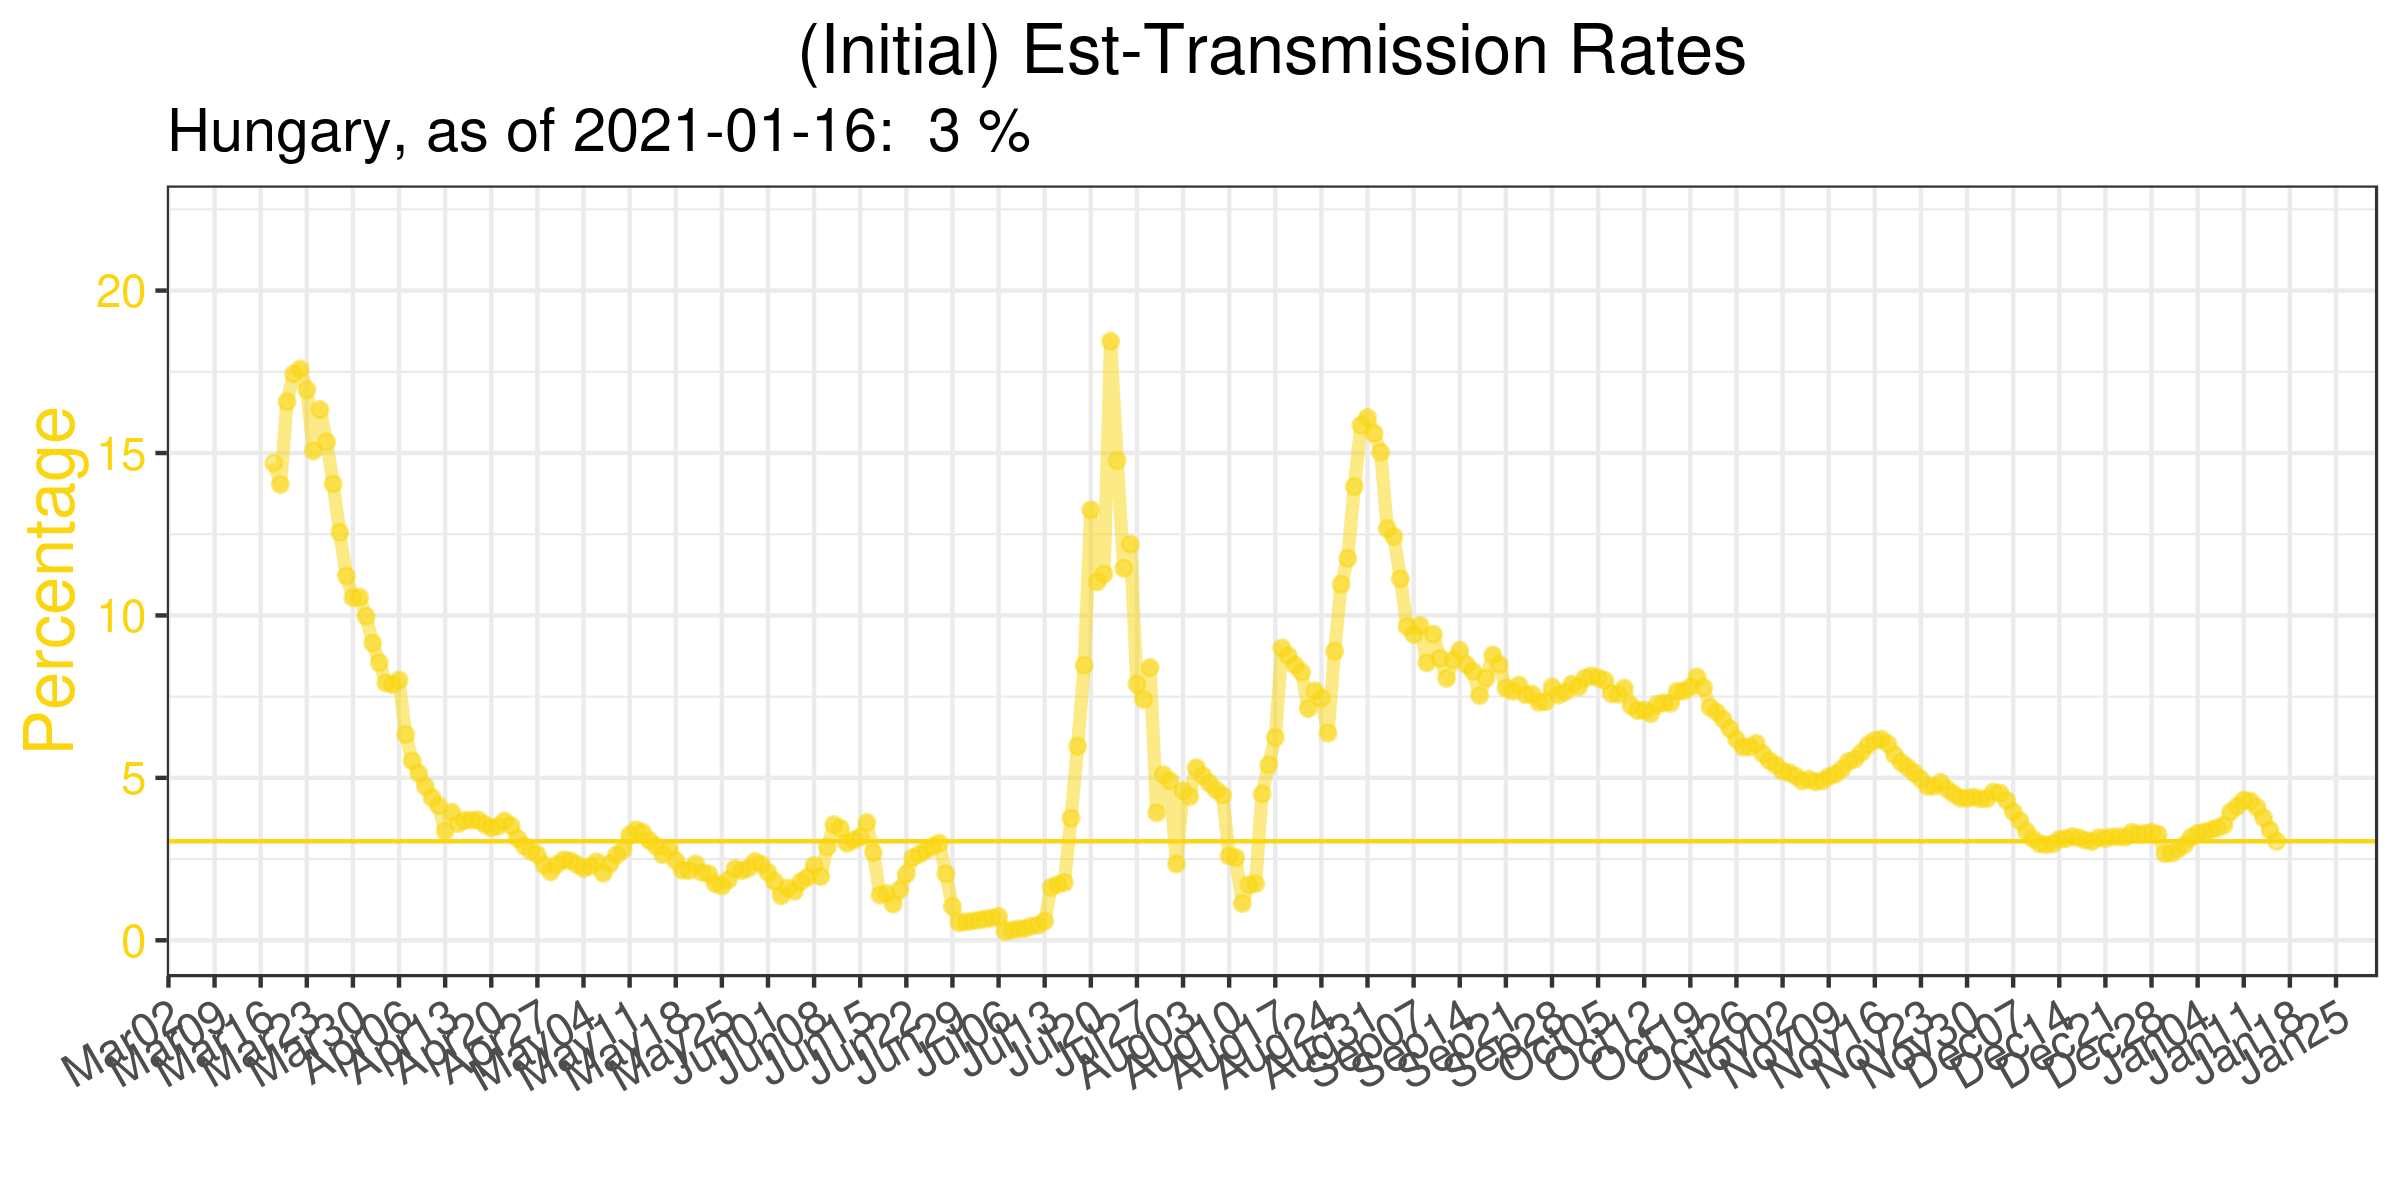 (Initial) Est-Transmission Rates
Hungary, as of 2021-01-16:  3 %
Percentage
20
15
10
5
0
Mar02
Mar09
Mar16
Mar23
Mar30
Apr06
Apr13
Apr20
Apr27
May04
May11
May18
May25
Jun01
Jun08
Jun15
Jun22
Jun29
Jul06
Jul13
Jul20
Jul27
Aug03
Aug10
Aug17
Aug24
Aug31
Sep07
Sep14
Sep21
Sep28
Oct05
Oct12
Oct19
Oct26
Nov02
Nov09
Nov16
Nov23
Nov30
Dec07
Dec14
Dec21
Dec28
Jan04
Jan11
Jan18
Jan25